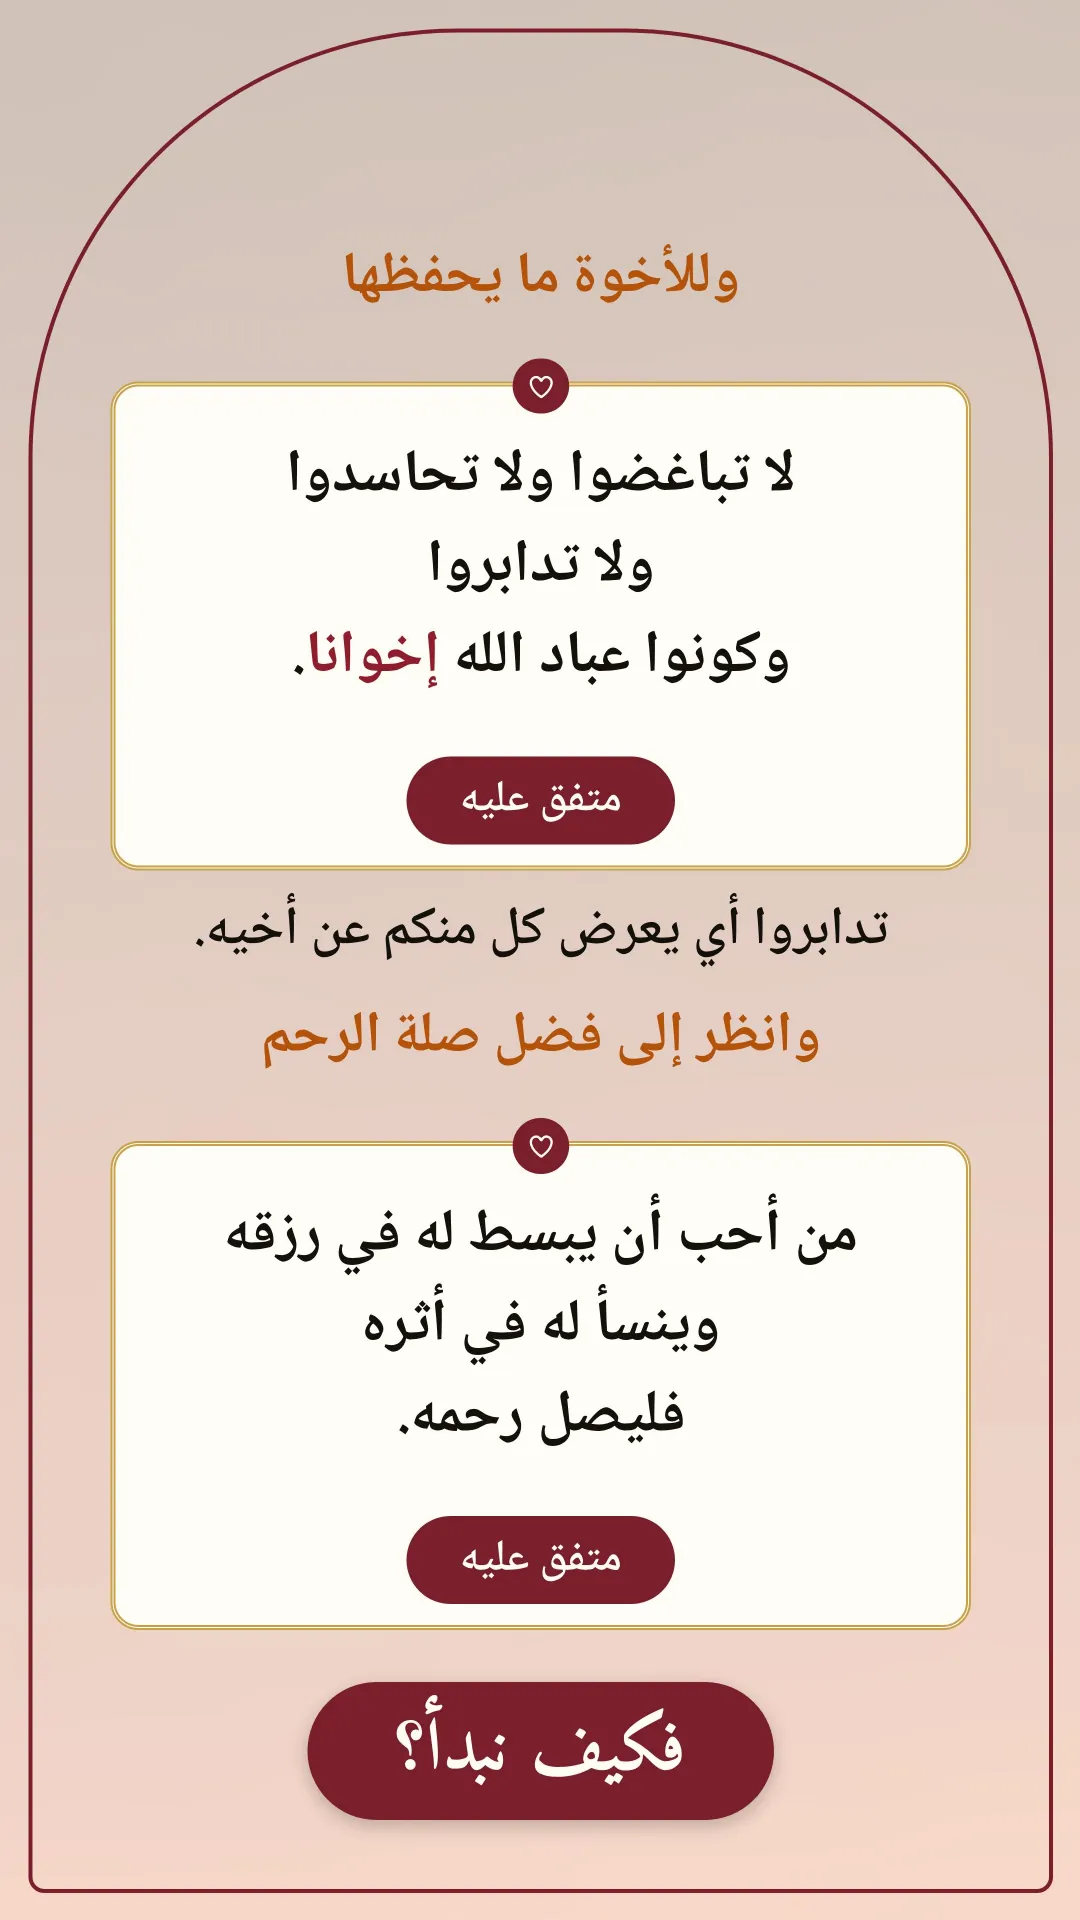 وللأخوة ما يحفظها
لا تباغضوا ولا تحاسدوا
ولا تدابروا
وكونوا عباد الله إخوانا.
متفق عليه
تدابروا أي يعرض كل منكم عن أخيه.
وانظر إلى فضل صلة الرحم
من أحب أن يبسط له في رزقه
وينسأ له في أثره
فليصل رحمه.
متفق عليه
فكيف نبدأ؟